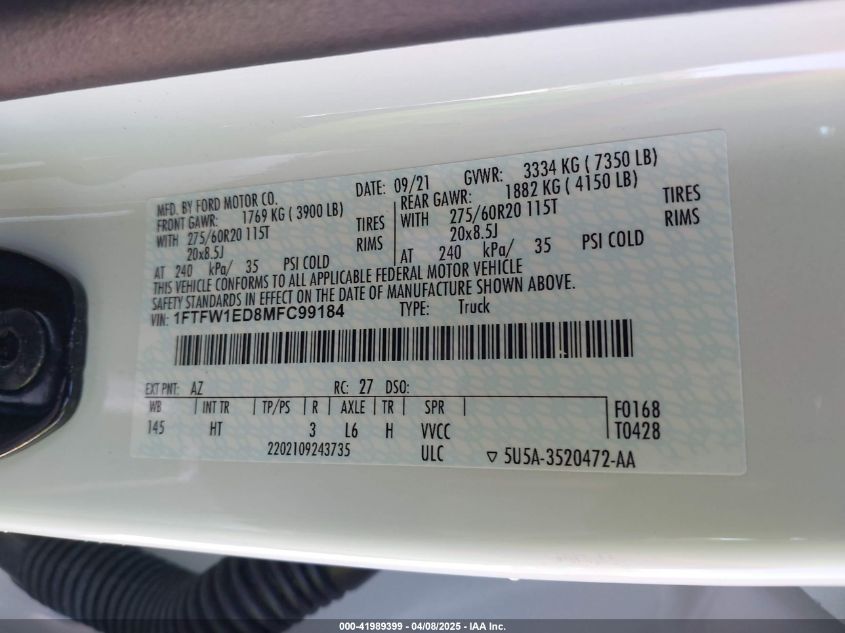 MFD. BY FORD MOTOR CO. DATE: 09/21 GVWR: 3334 KG ( 7350 LB)
FRONT GAWR: 1769 KG ( 3900 LB) REAR GAWR: 1882 KG ( 4150 LB)
WITH 275/60R20 115T TIRES WITH 275/60R20 115T TIRES
20x8.5J RIMS 20x8.5J RIMS
AT 240 kPa/ 35 PSI COLD AT 240 kPa/ 35 PSI COLD
THIS VEHICLE CONFORMS TO ALL APPLICABLE FEDERAL MOTOR VEHICLE
SAFETY STANDARDS IN EFFECT ON THE DATE OF MANUFACTURE SHOWN ABOVE.
VIN: 1FTFW1ED8MFC99184 TYPE: Truck
EXT PNT: AZ RC: 27 DSO:
WB INT TR TP/PS R AXLE TR SPR F0168
145 HT 3 L6 H VVCC T0428
2202109243735 ULC ▽ 5U5A-3520472-AA
000-41989399 04/08/2025 - IAA Inc.